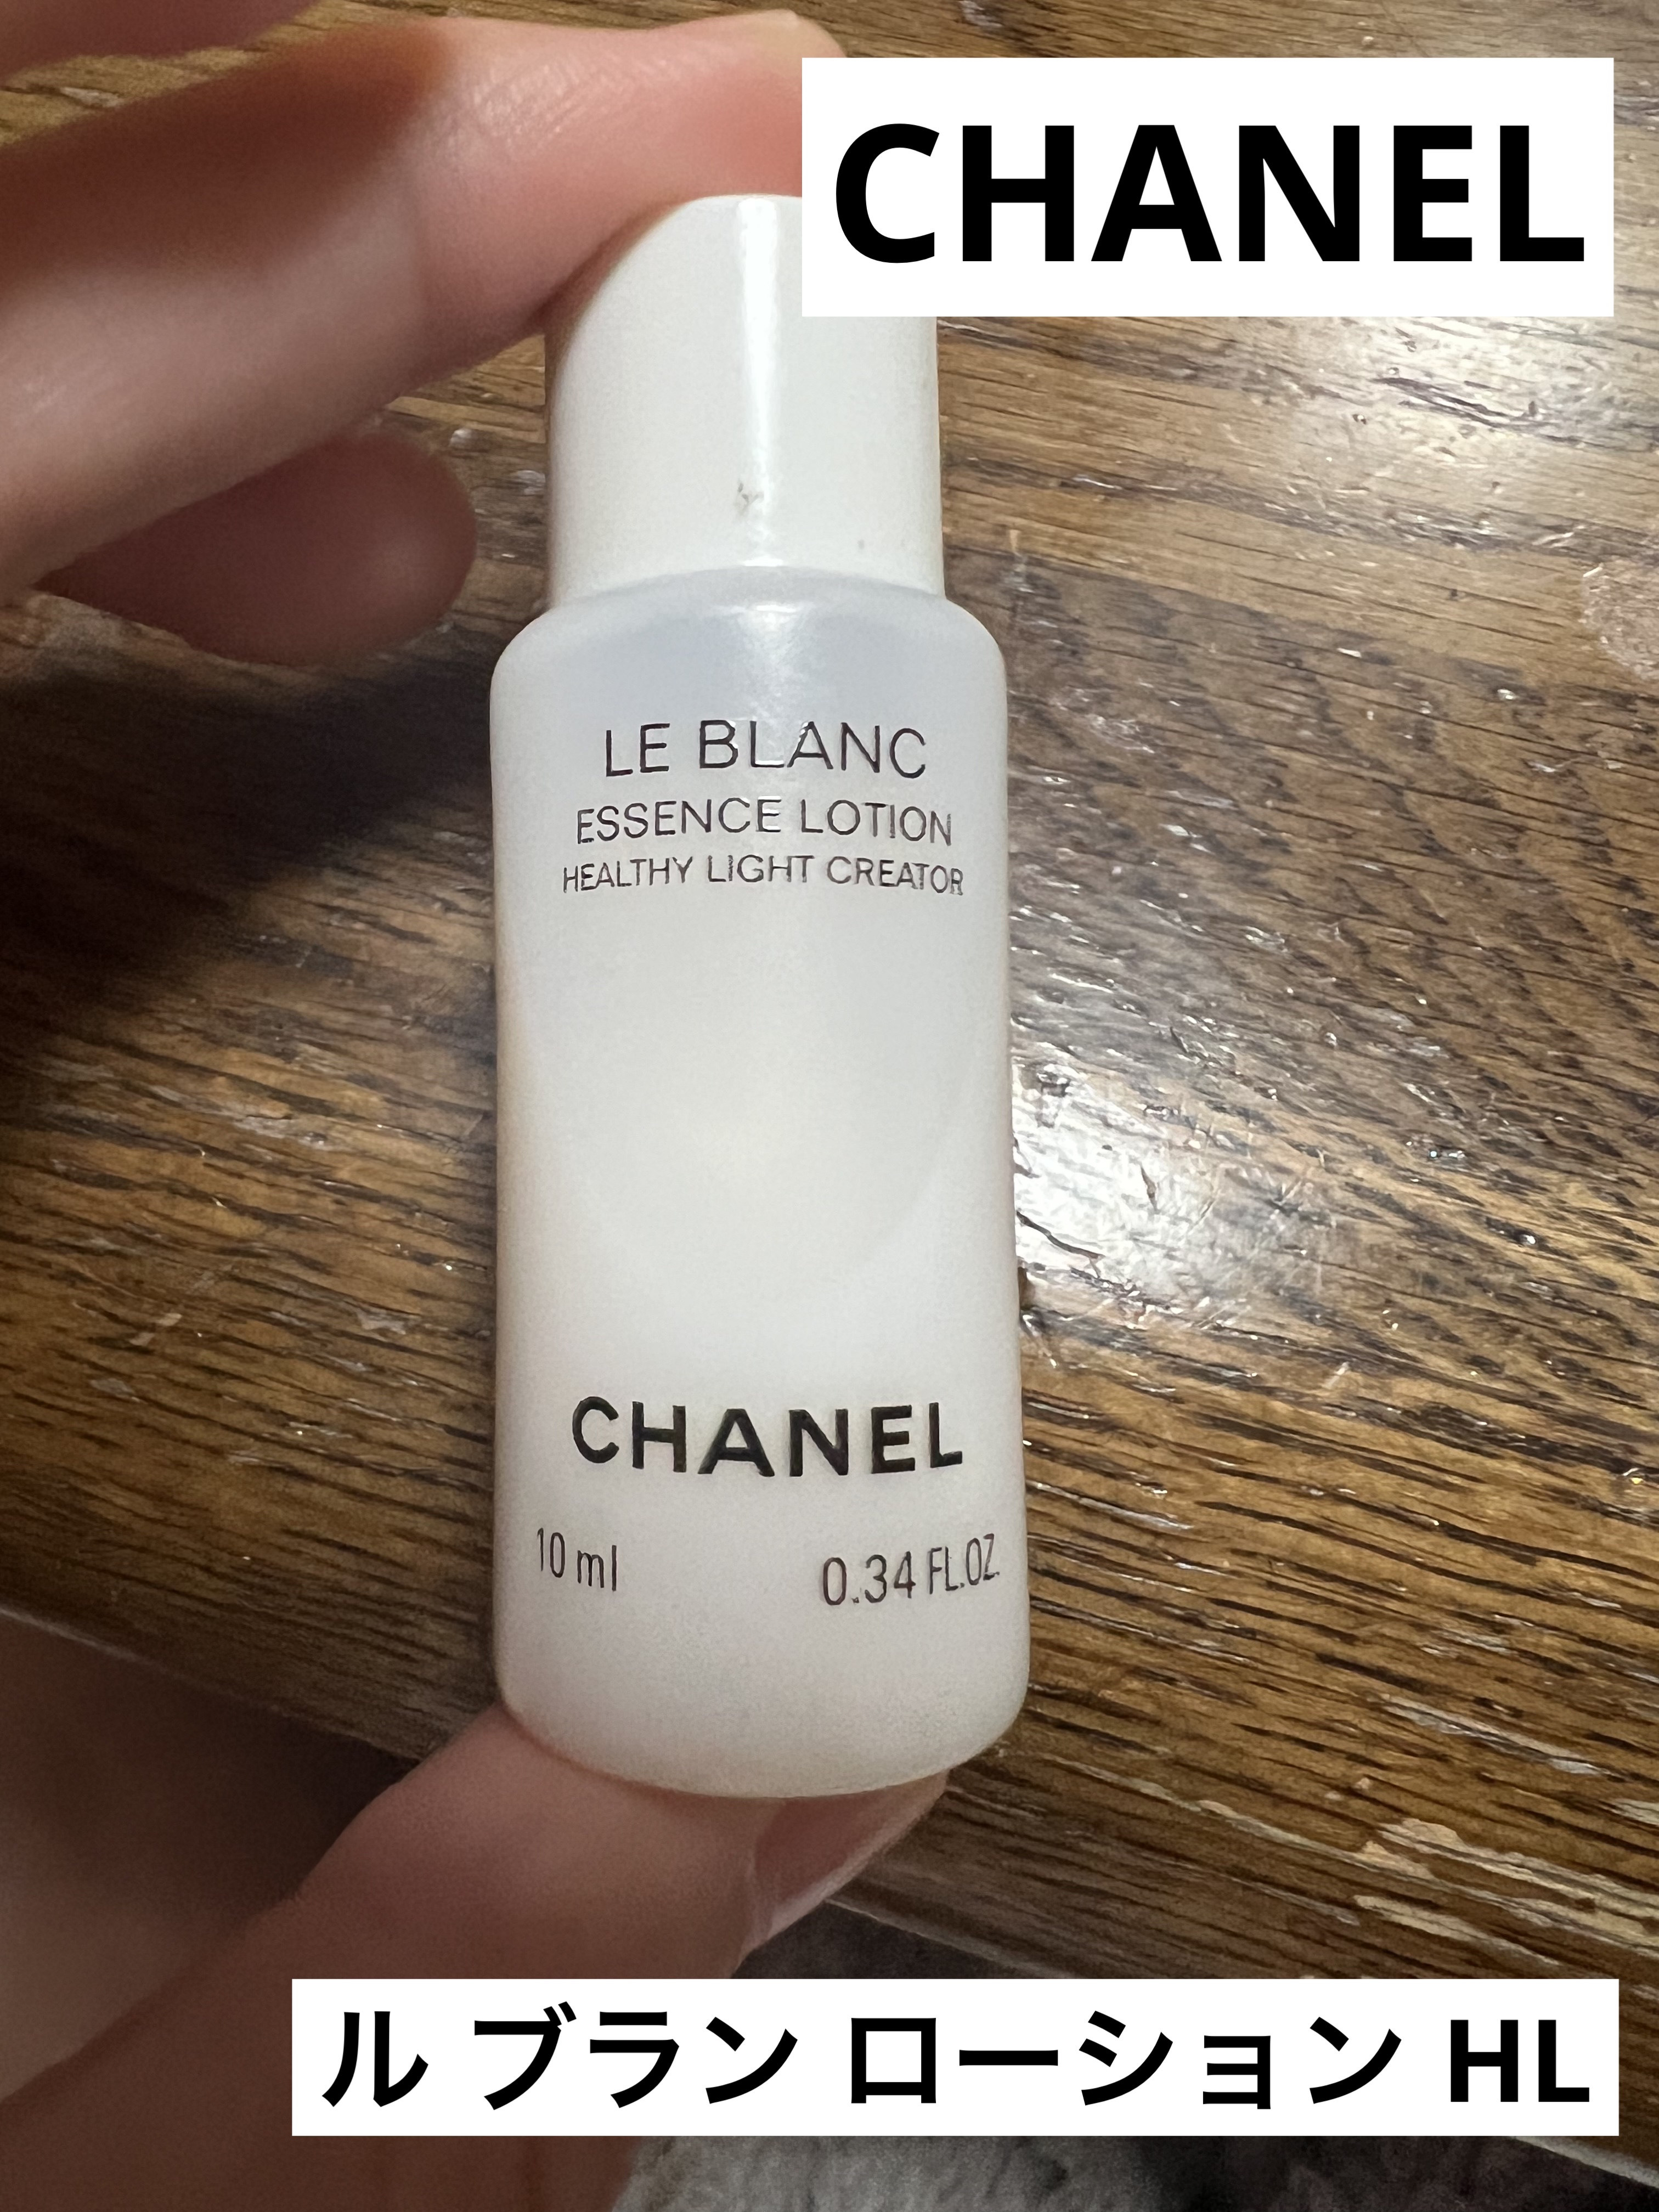 CHANEL
LE BLANC
ESSENCE LOTION
HEALTHY LIGHT CREATOR
CHANEL
10 ml 0.34 FL.OZ.
ル ブラン ローション HL